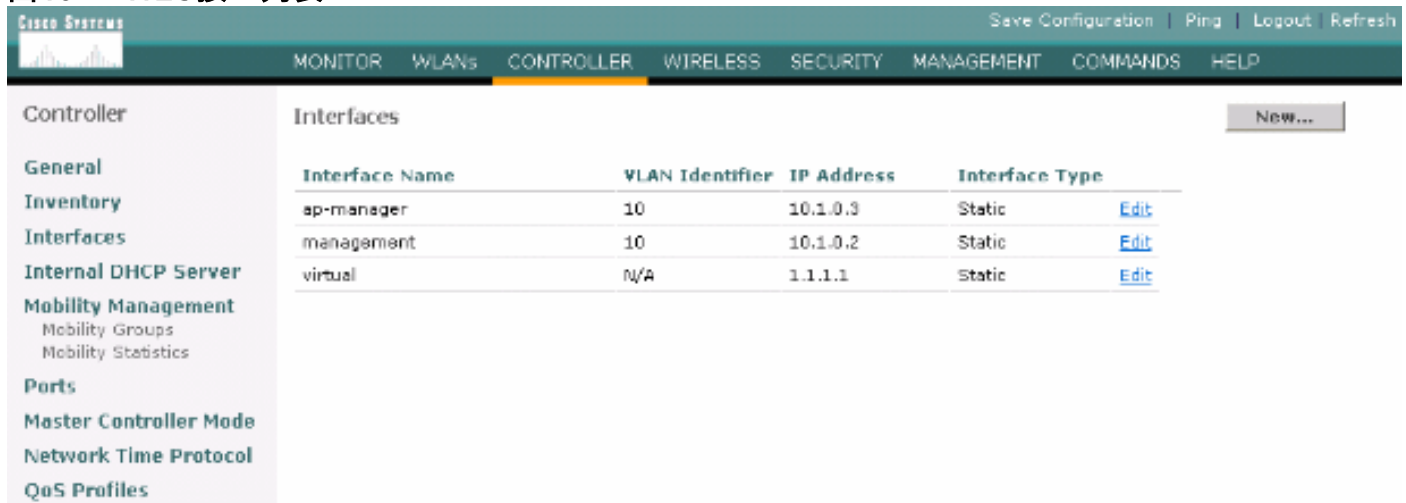 CISCO SYSTEMS
Save Configuration | Ping | Logout | Refresh
MONITOR WLANs CONTROLLER WIRELESS SECURITY MANAGEMENT COMMANDS HELP
Controller
General
Inventory
Interfaces
Internal DHCP Server
Mobility Management
Mobility Groups
Mobility Statistics
Ports
Master Controller Mode
Network Time Protocol
QoS Profiles
Interfaces
New...
Interface Name VLAN Identifier IP Address Interface Type
ap-manager 10 10.1.0.3 Static Edit
management 10 10.1.0.2 Static Edit
virtual N/A 1.1.1.1 Static Edit